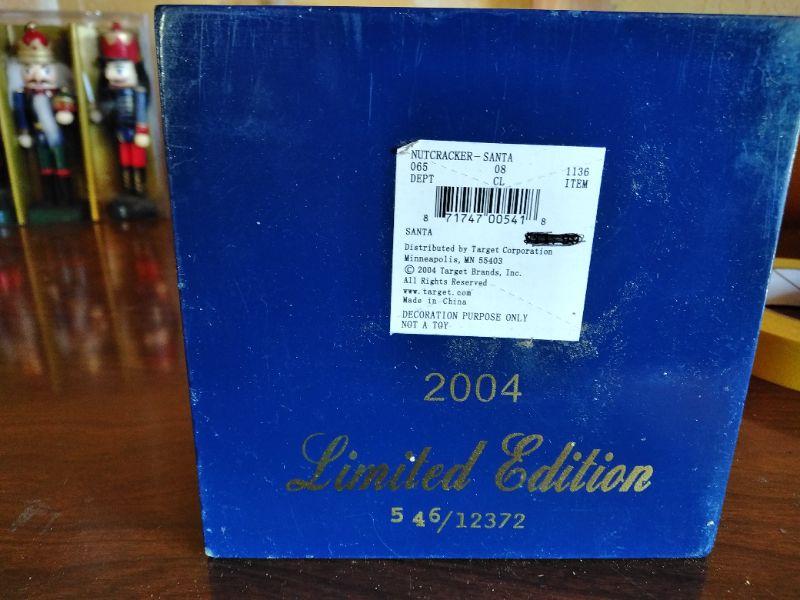 NUTCRACKER-SANTA
065 08 1136
DEPT CL ITEM
8 71747 00541 8
SANTA
Distributed by Target Corporation
Minneapolis, MN 55403
© 2004 Target Brands, Inc.
All Rights Reserved
www.target.com
Made in China
DECORATION PURPOSE ONLY
NOT A TOY
2004
Limited Edition
5 46/12372